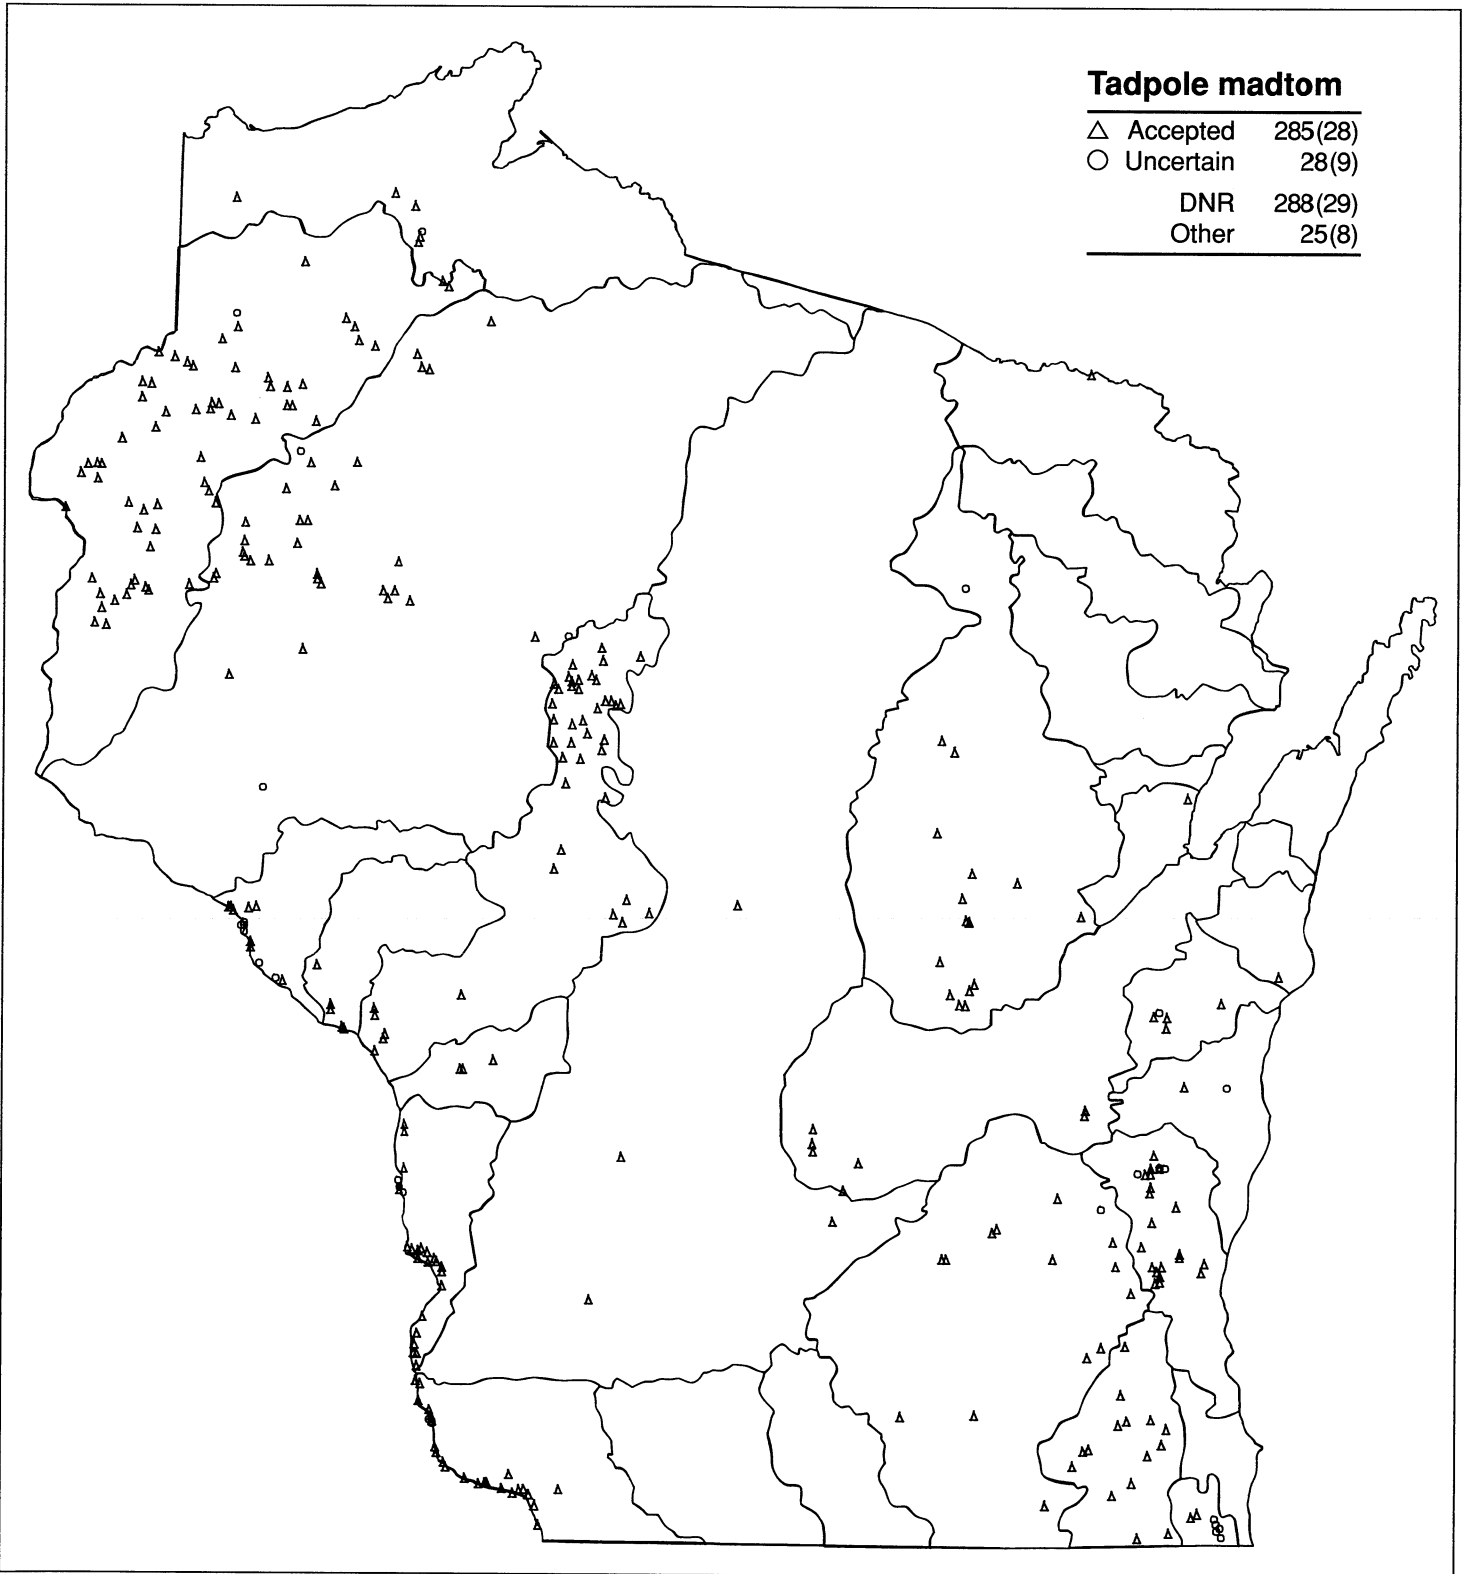 Tadpole madtom
△ Accepted 285(28)
○ Uncertain 28(9)
DNR 288(29)
Other 25(8)